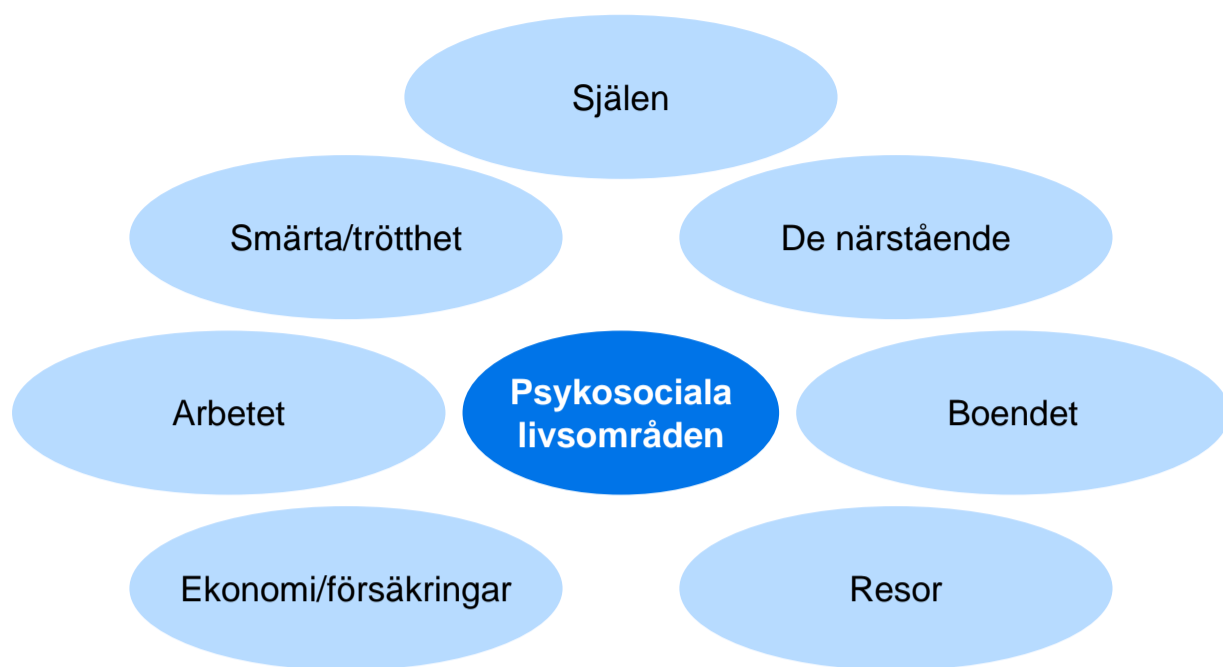 Själen
Smärta/trötthet
De närstående
Arbetet
Psykosociala
livsområden
Boendet
Ekonomi/försäkringar
Resor